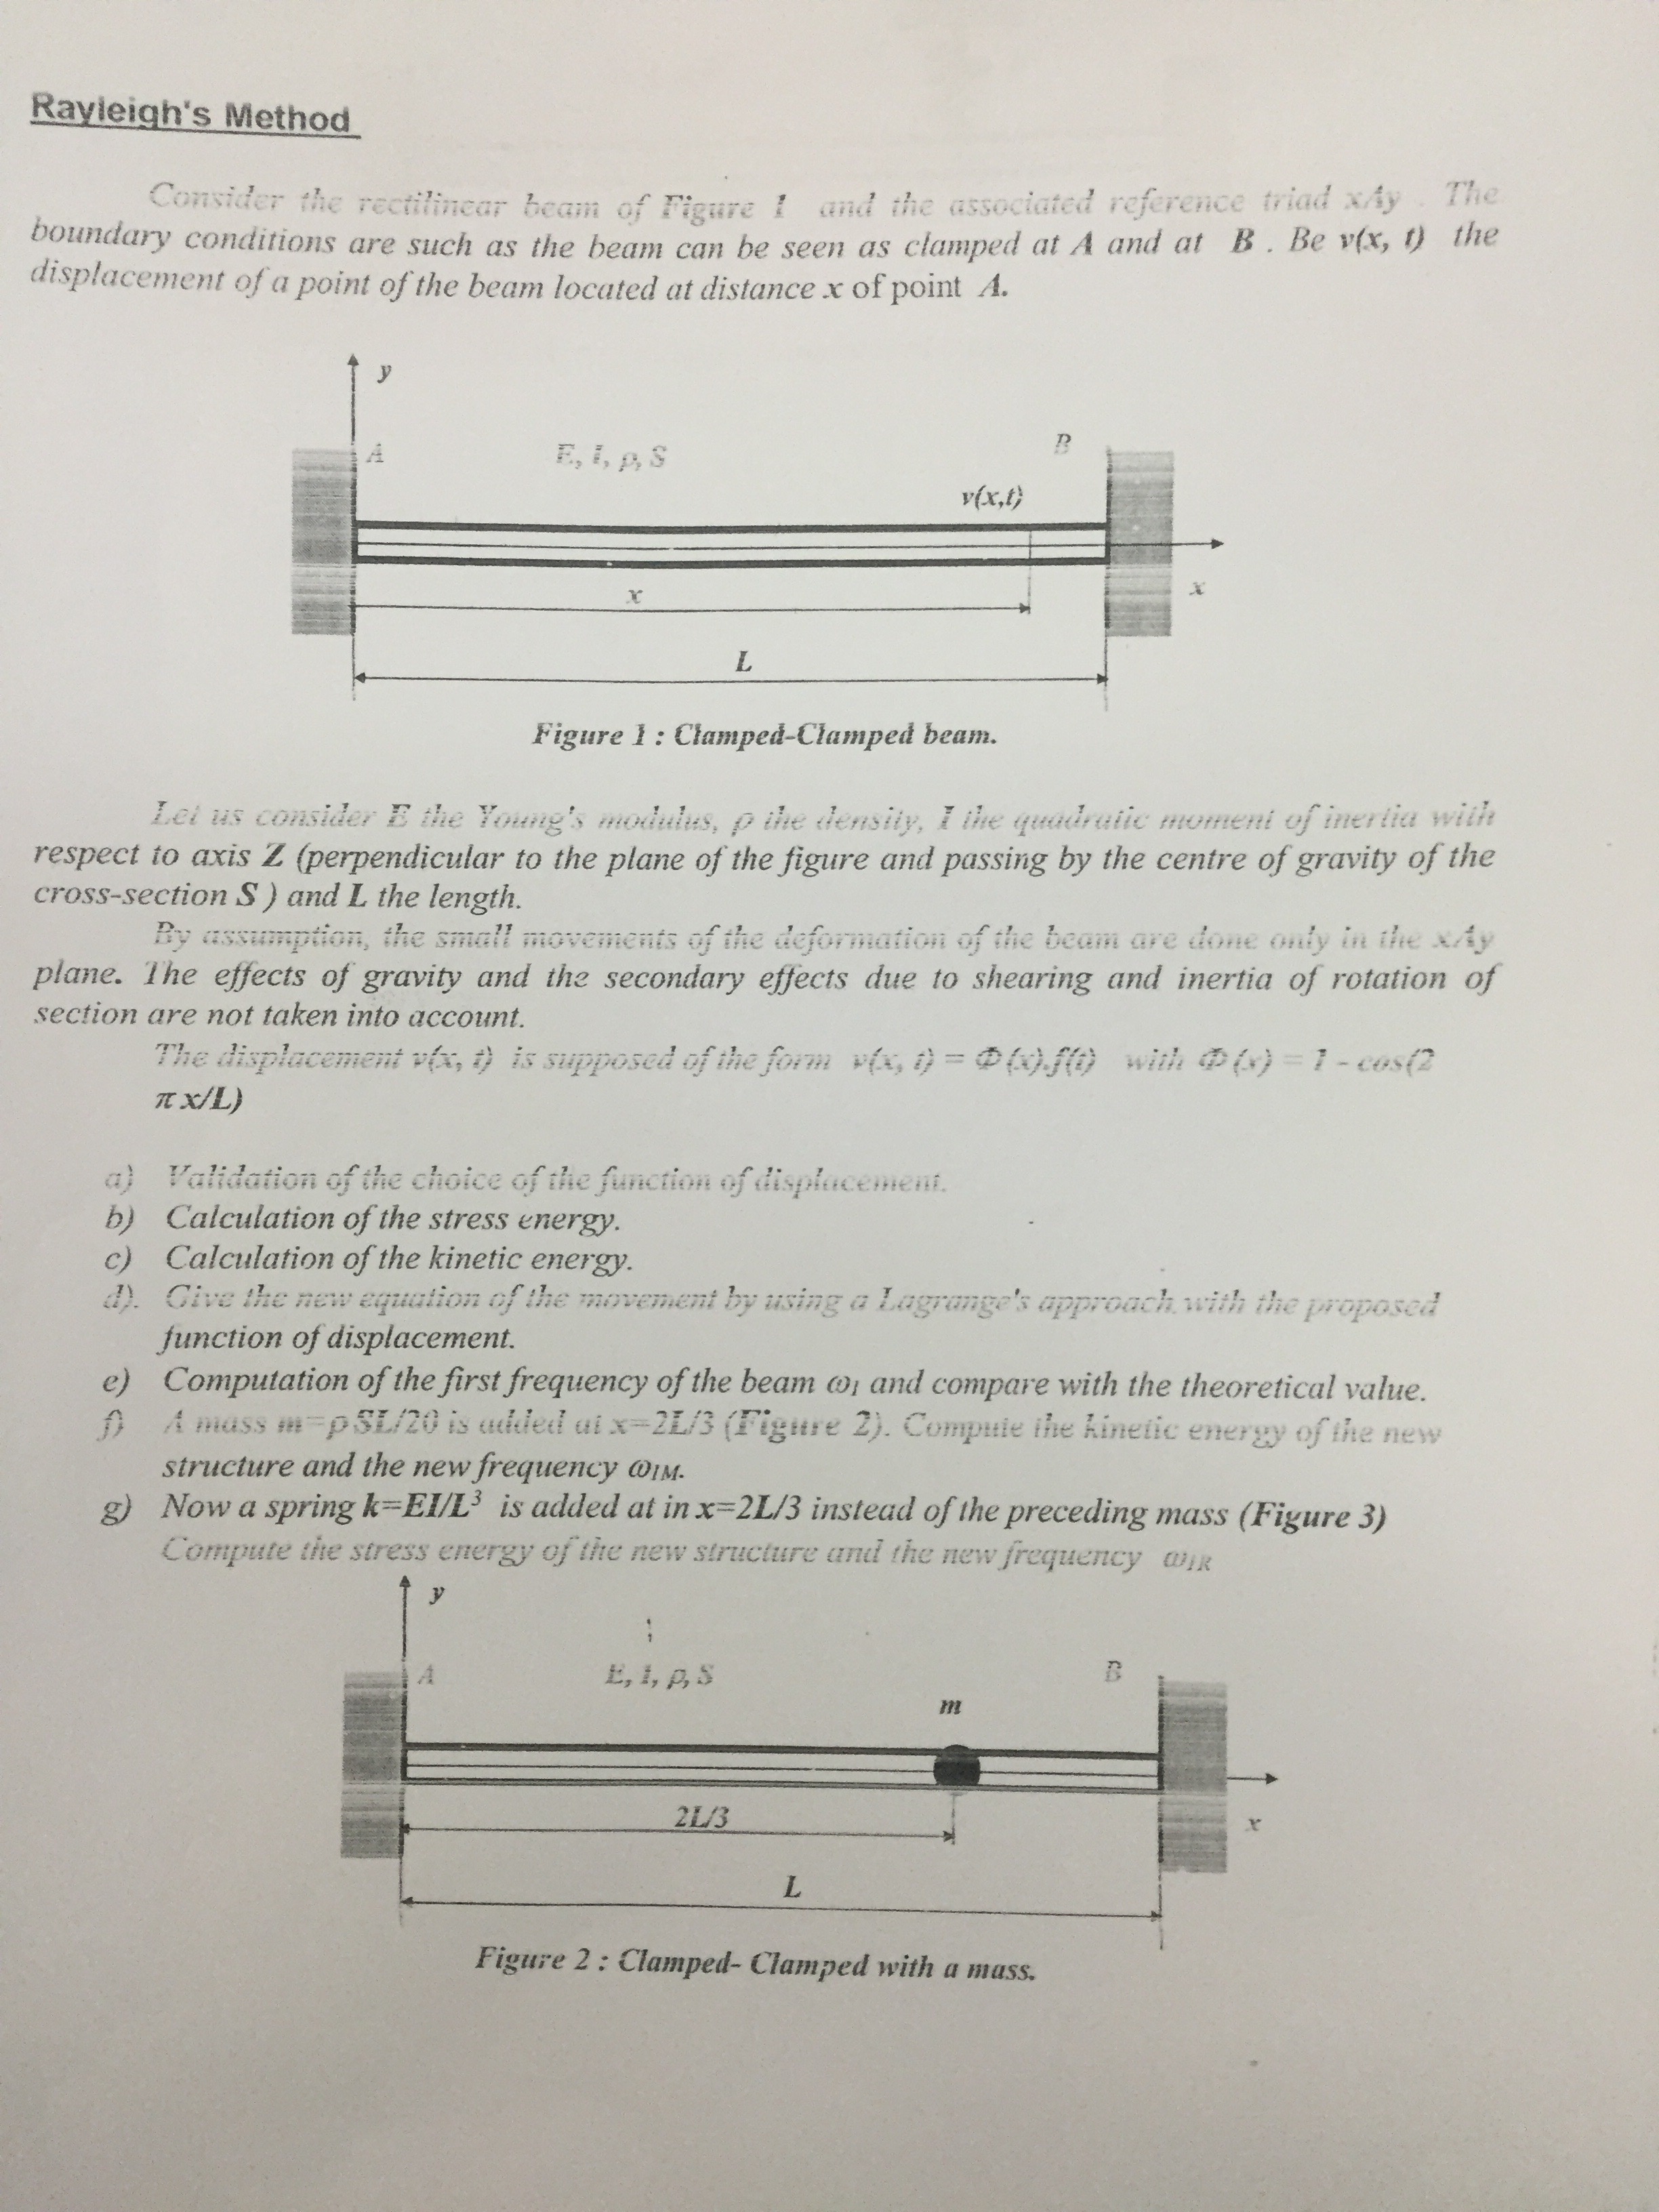 Rayleigh's Method
Consider the rectilinear beam of Figure 1 and the associated reference triad xAy . The
boundary conditions are such as the beam can be seen as clamped at A and at B . Be v(x, t) the
displacement of a point of the beam located at distance x of point A.
y
A
E, I, ρ, S
B
v(x,t)
x
x
L
Figure 1 : Clamped-Clamped beam.
Let us consider E the Young's modulus, ρ the density, I the quadratic moment of inertia with
respect to axis Z (perpendicular to the plane of the figure and passing by the centre of gravity of the
cross-section S ) and L the length.
By assumption, the small movements of the deformation of the beam are done only in the xAy
plane. The effects of gravity and the secondary effects due to shearing and inertia of rotation of
section are not taken into account.
The displacement v(x, t) is supposed of the form v(x, t) = Φ (x).f(t) with Φ (x) = 1 - cos(2
π x/L)
a) Validation of the choice of the function of displacement.
b) Calculation of the stress energy.
c) Calculation of the kinetic energy.
d). Give the new equation of the movement by using a Lagrange's approach with the proposed
function of displacement.
e) Computation of the first frequency of the beam ω1 and compare with the theoretical value.
f) A mass m=ρSL/20 is added at x=2L/3 (Figure 2). Compute the kinetic energy of the new
structure and the new frequency ω1M.
g) Now a spring k=EI/L³ is added at in x=2L/3 instead of the preceding mass (Figure 3)
Compute the stress energy of the new structure and the new frequency ω1R
y
A
E, I, ρ, S
B
m
2L/3
x
L
Figure 2 : Clamped- Clamped with a mass.